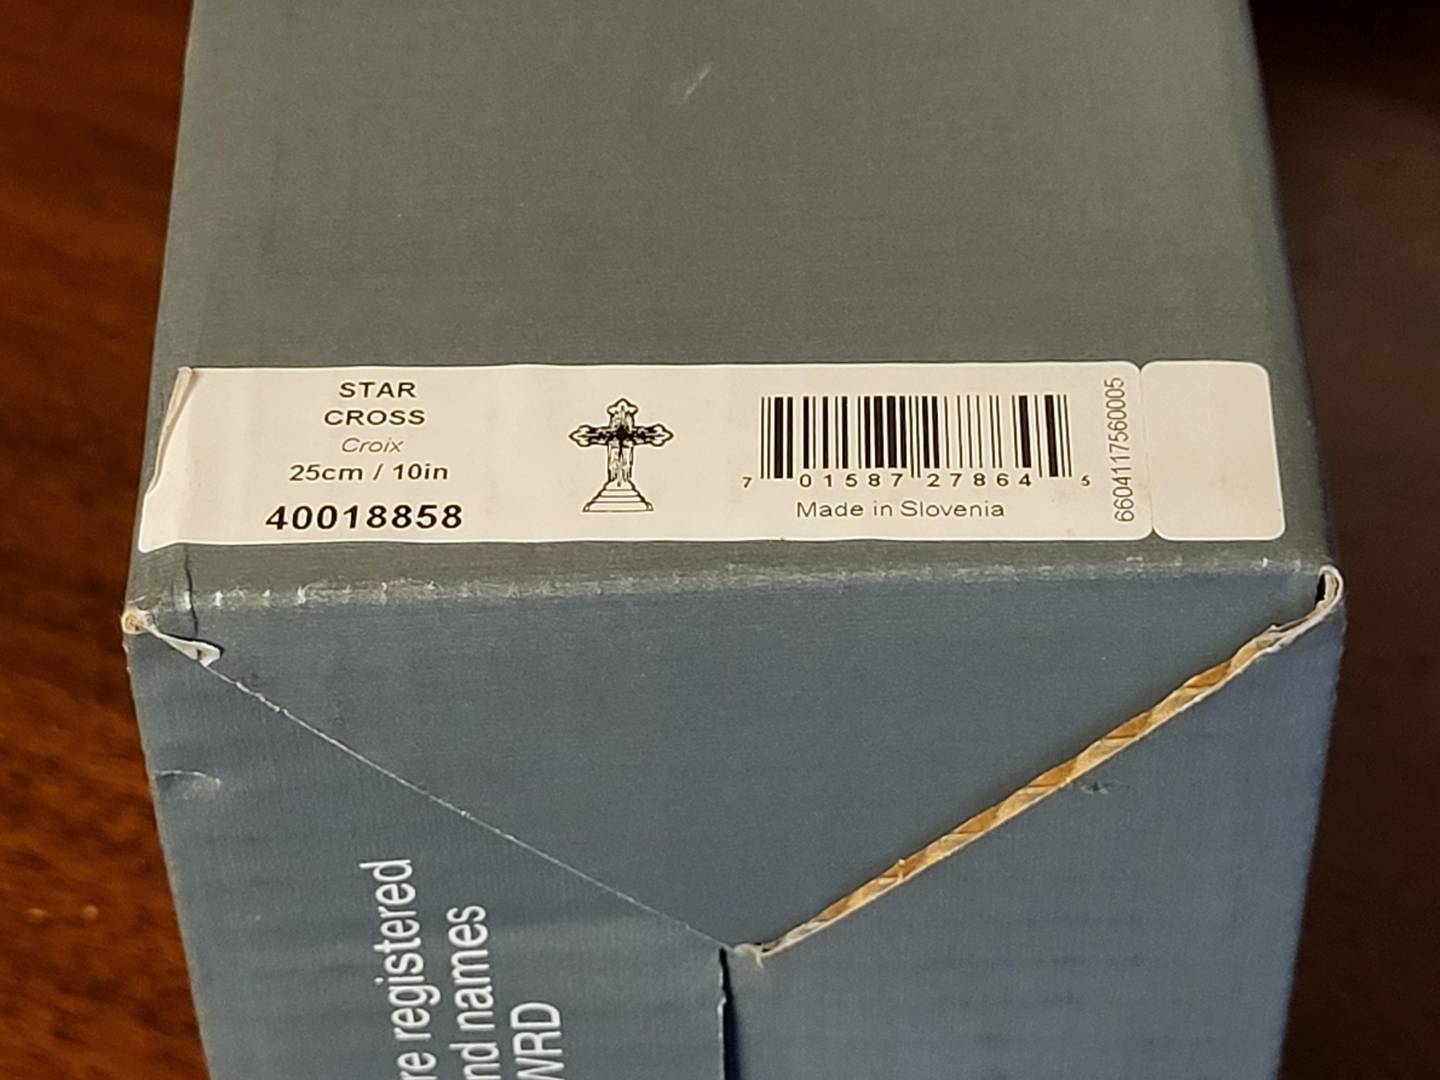 STAR
CROSS
Croix
25cm / 10in
40018858
7 01587 27864 5
Made in Slovenia
6604117560005
re registered
nd names
WRD